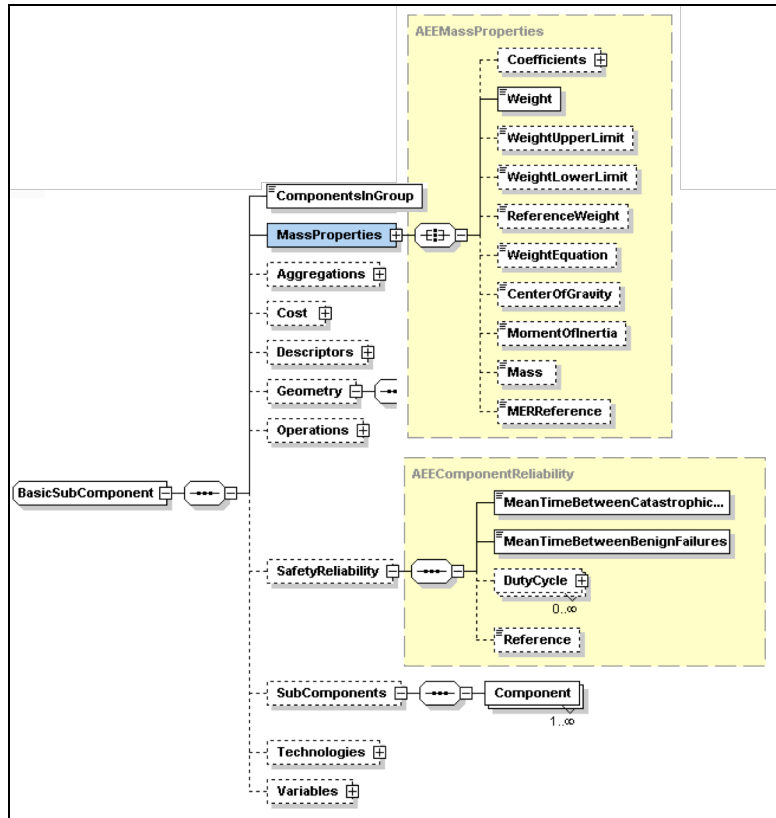 AEEMassProperties
Coefficients
Weight
WeightUpperLimit
WeightLowerLimit
ComponentsInGroup
ReferenceWeight
MassProperties
WeightEquation
Aggregations
CenterOfGravity
Cost
MomentOfInertia
Descriptors
Mass
Geometry
MERReference
Operations
AEEComponentReliability
BasicSubComponent
MeanTimeBetweenCatastrophic...
MeanTimeBetweenBenignFailures
SafetyReliability
DutyCycle
0..∞
Reference
SubComponents
Component
1..∞
Technologies
Variables